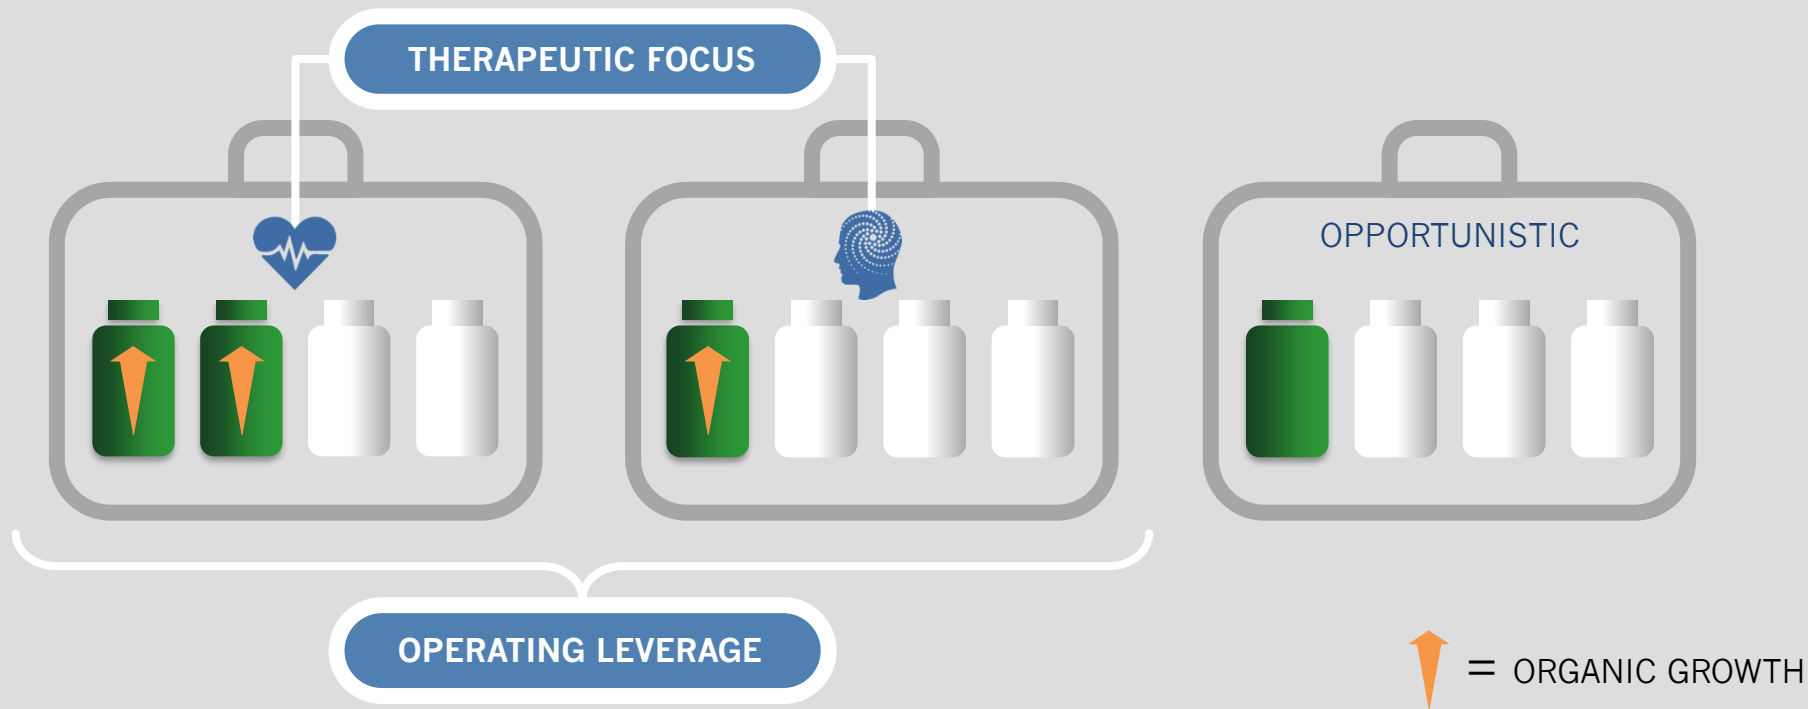 THERAPEUTIC FOCUS
OPPORTUNISTIC
OPERATING LEVERAGE
= ORGANIC GROWTH